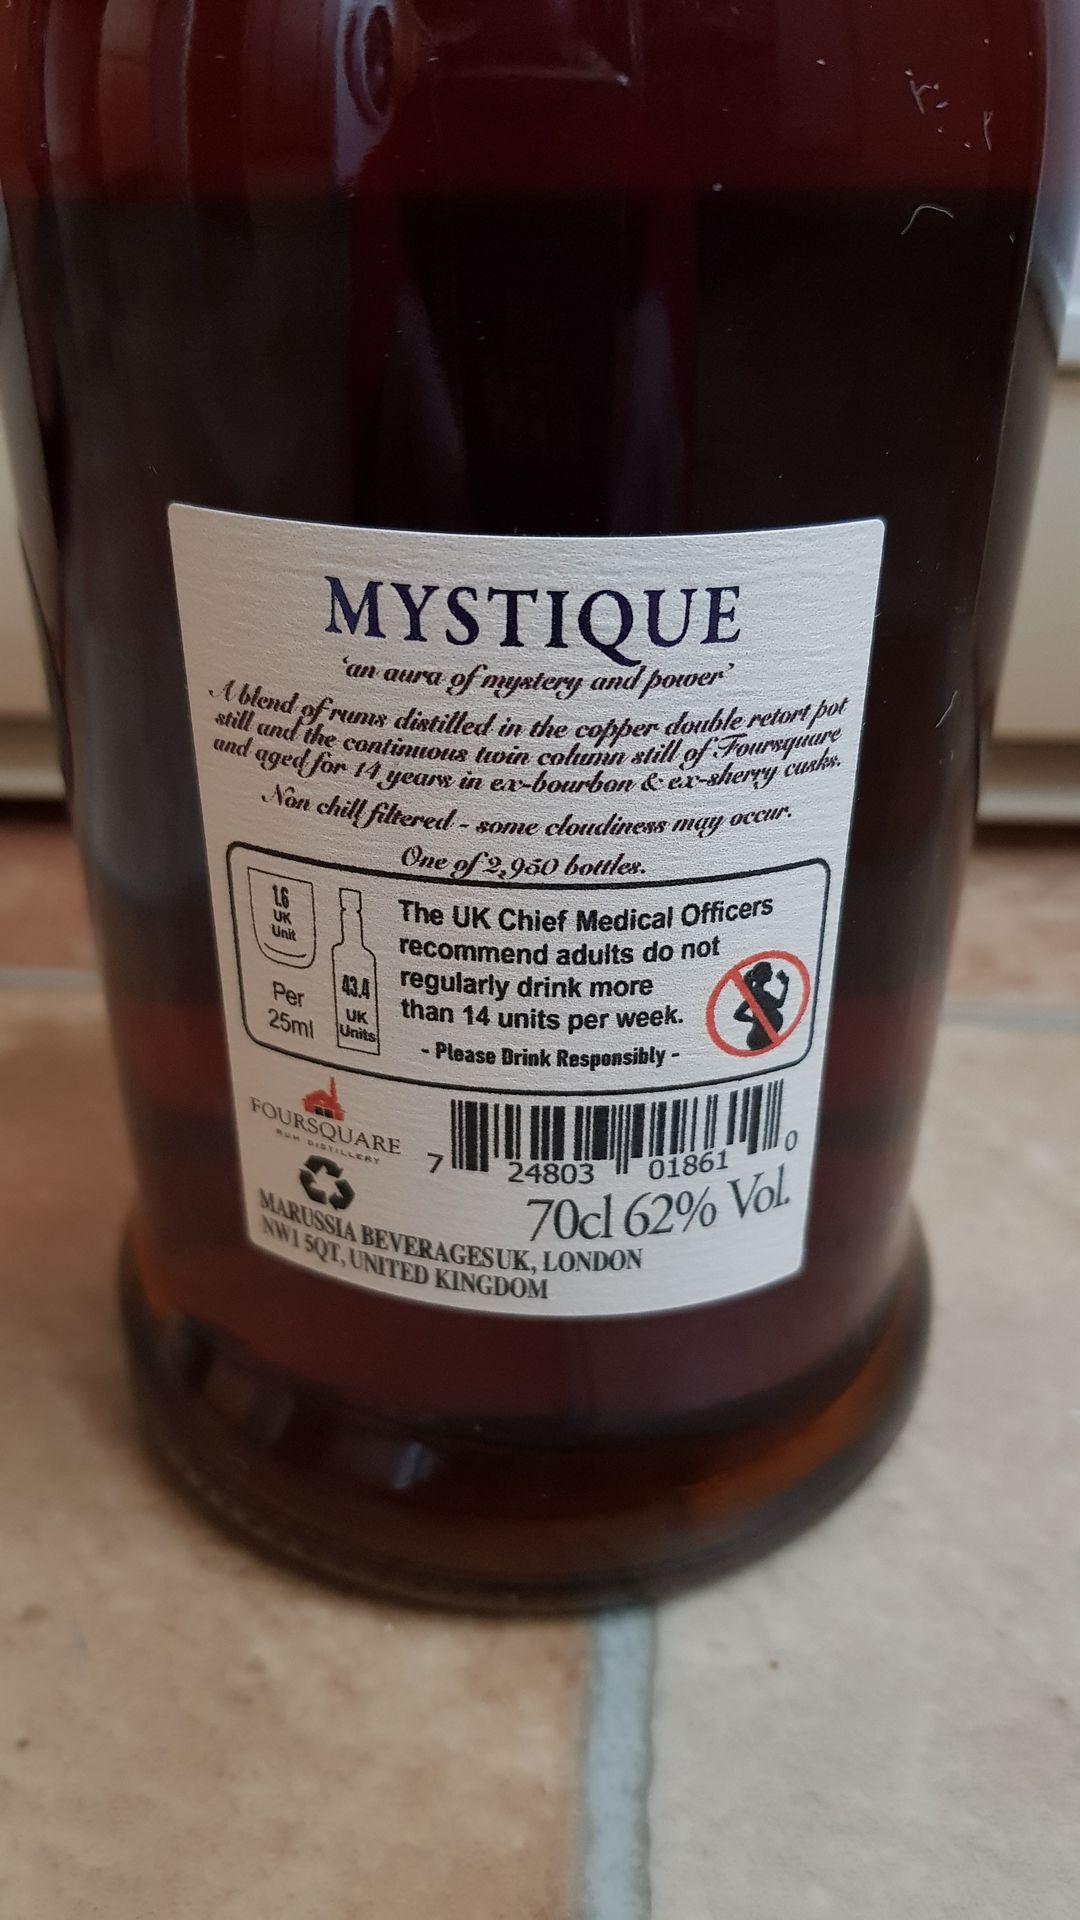 MYSTIQUE
'an aura of mystery and power'
A blend of rums distilled in the copper double retort pot
still and the continuous twin column still of Foursquare
and aged for 14 years in ex-bourbon & ex-sherry casks.
Non chill filtered - some cloudiness may occur.
One of 2,950 bottles.
1.6
UK
Unit
Per
25ml
43.4
UK
Units
The UK Chief Medical Officers
recommend adults do not
regularly drink more
than 14 units per week.
- Please Drink Responsibly -
FOURSQUARE
RUM DISTILLERY
7 24803 01861 0
70cl 62% Vol.
MARUSSIA BEVERAGES UK, LONDON
NW1 5QT, UNITED KINGDOM